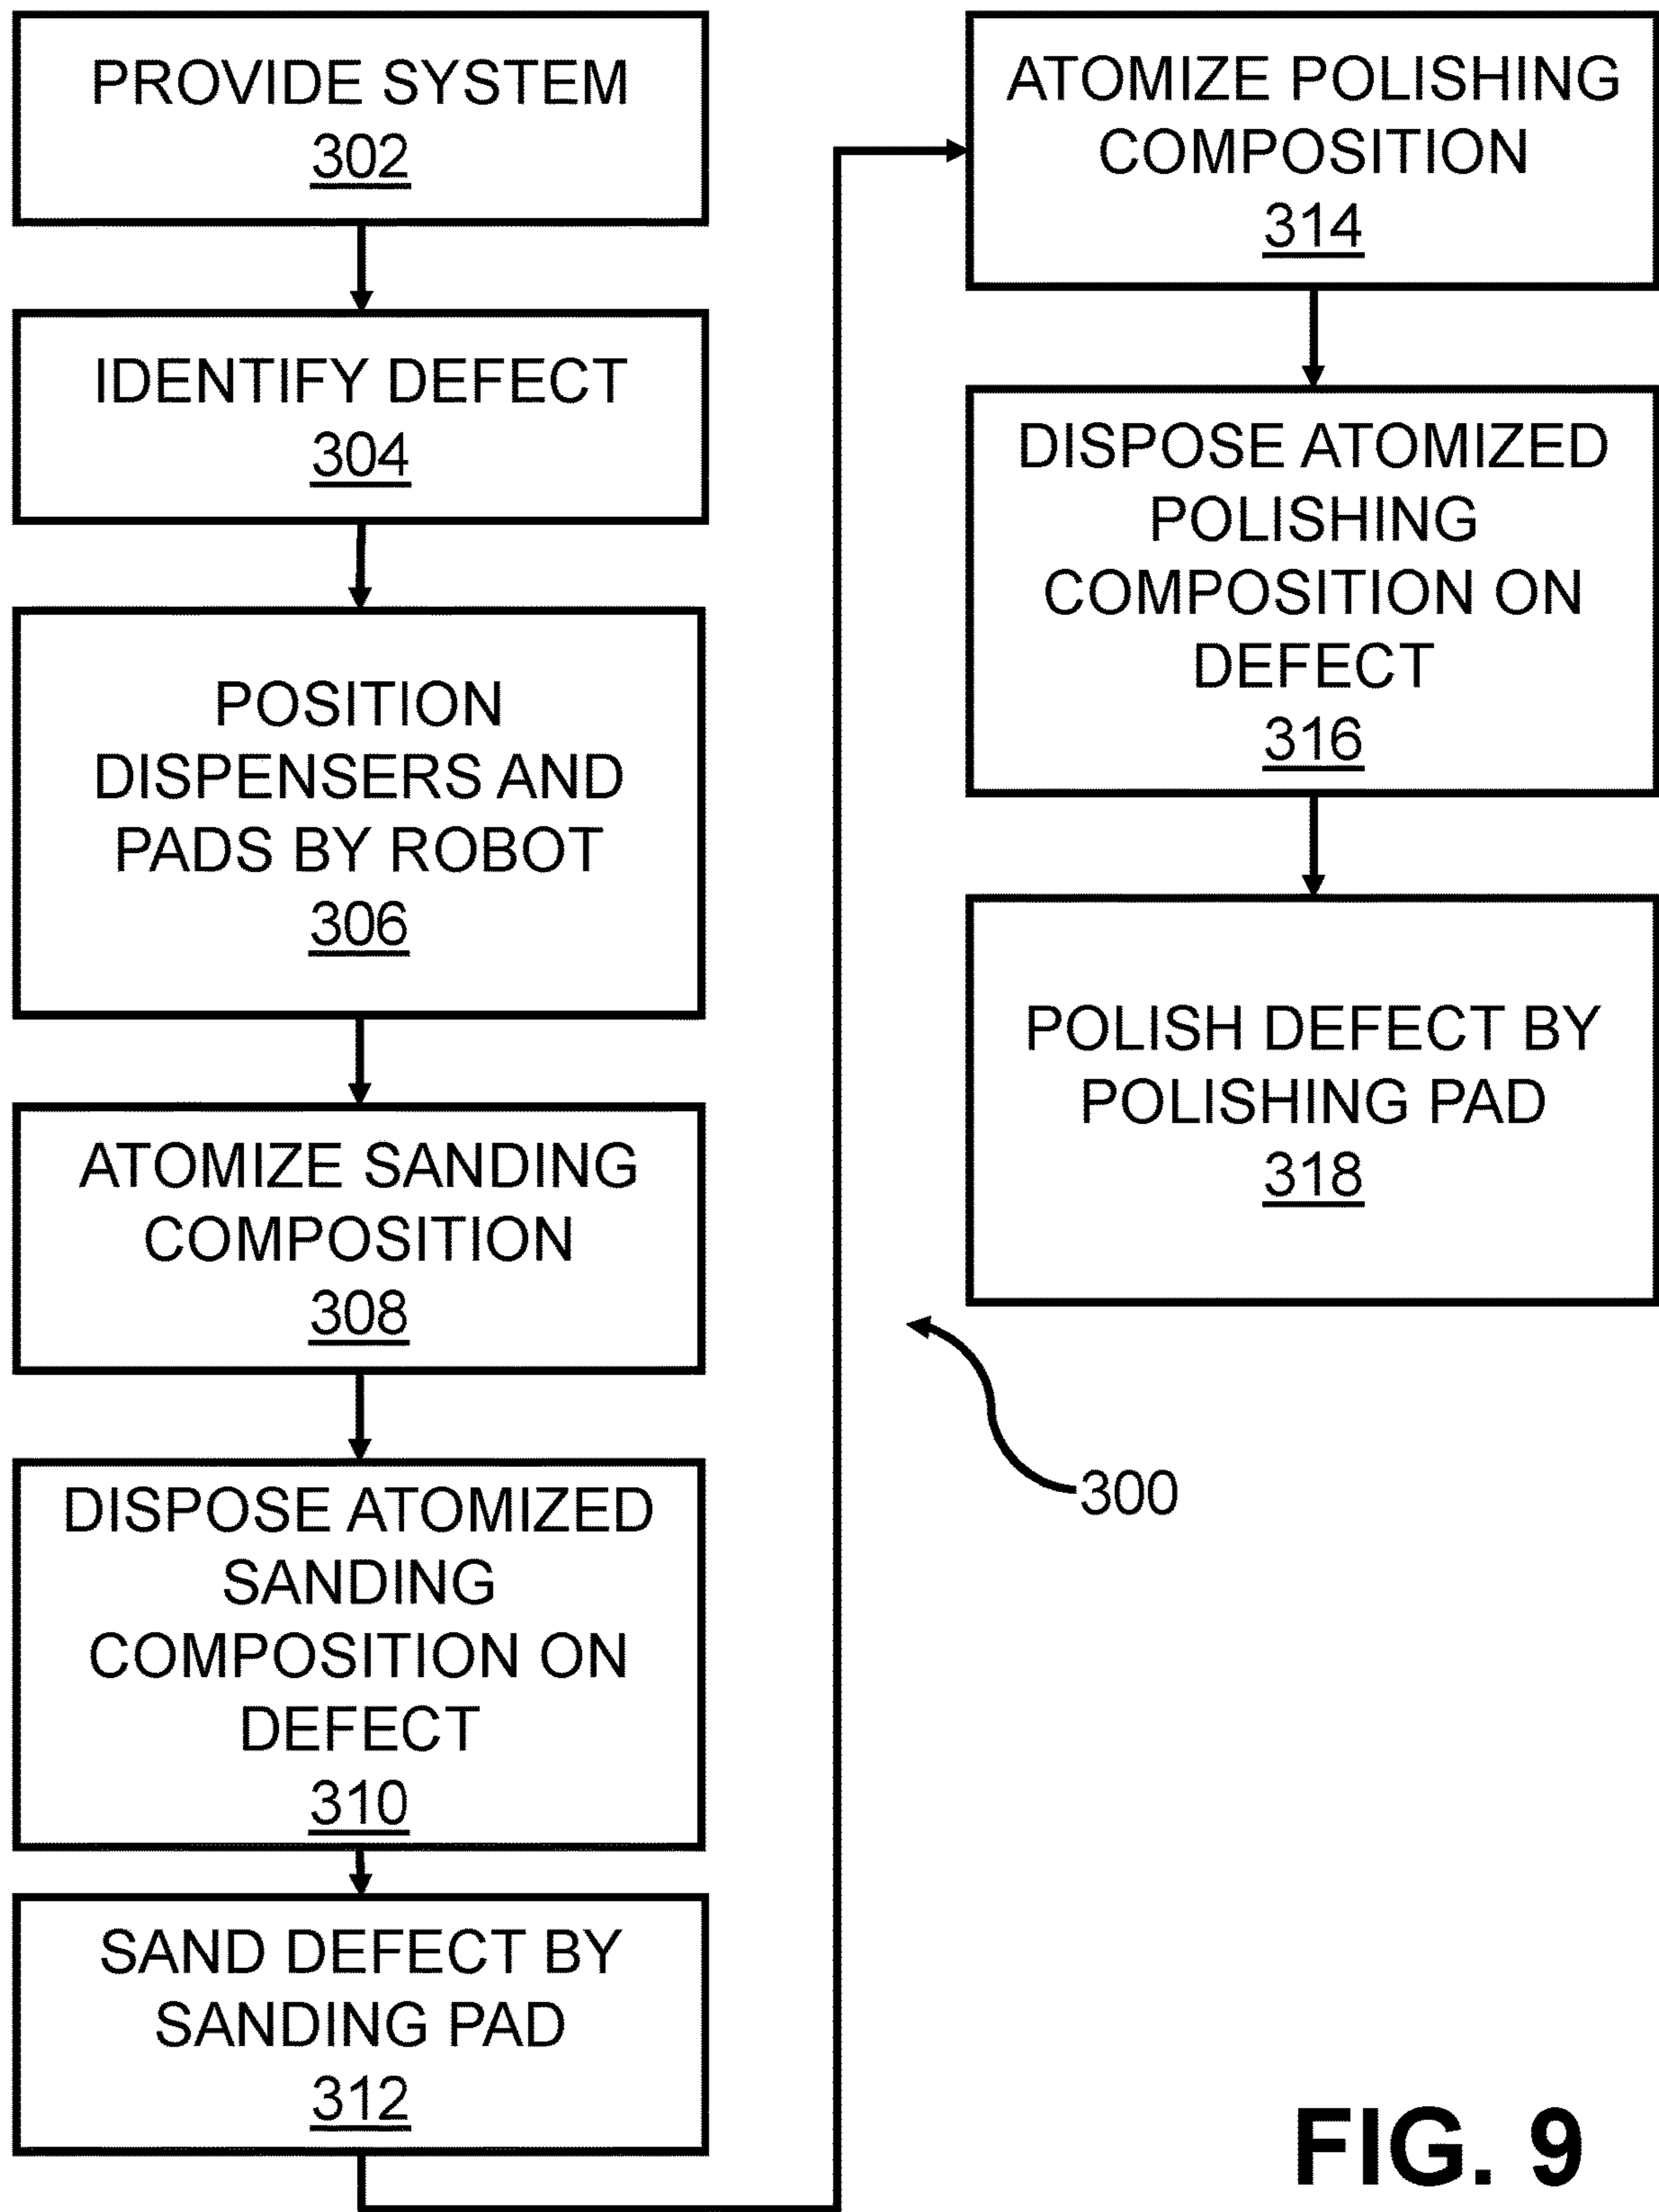 PROVIDE SYSTEM
302
IDENTIFY DEFECT
304
POSITION
DISPENSERS AND
PADS BY ROBOT
306
ATOMIZE SANDING
COMPOSITION
308
DISPOSE ATOMIZED
SANDING
COMPOSITION ON
DEFECT
310
SAND DEFECT BY
SANDING PAD
312
ATOMIZE POLISHING
COMPOSITION
314
DISPOSE ATOMIZED
POLISHING
COMPOSITION ON
DEFECT
316
POLISH DEFECT BY
POLISHING PAD
318
300
FIG. 9